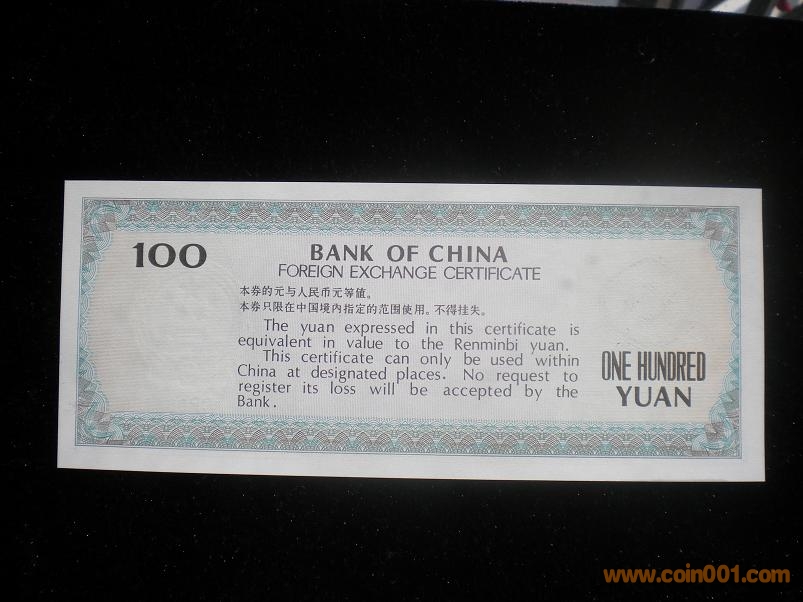 100
BANK OF CHINA
FOREIGN EXCHANGE CERTIFICATE
本券的元与人民币元等值。
本券只限在中国境内指定的范围使用。不得挂失。
The yuan expressed in this certificate is
equivalent in value to the Renminbi yuan.
This certificate can only be used within
China at designated places. No request to
register its loss will be accepted by the
Bank.
ONE HUNDRED
YUAN
www.coin001.com